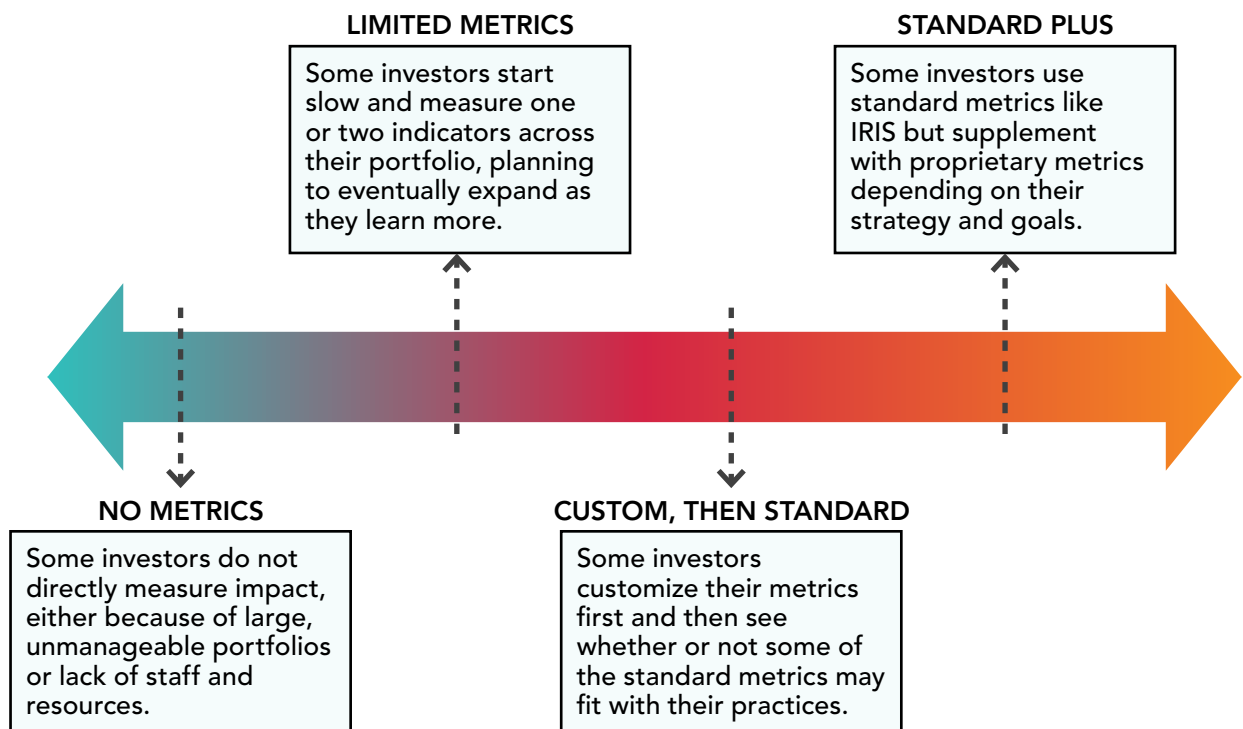 LIMITED METRICS
Some investors start
slow and measure one
or two indicators across
their portfolio, planning
to eventually expand as
they learn more.
STANDARD PLUS
Some investors use
standard metrics like
IRIS but supplement
with proprietary metrics
depending on their
strategy and goals.
NO METRICS
Some investors do not
directly measure impact,
either because of large,
unmanageable portfolios
or lack of staff and
resources.
CUSTOM, THEN STANDARD
Some investors
customize their metrics
first and then see
whether or not some of
the standard metrics may
fit with their practices.